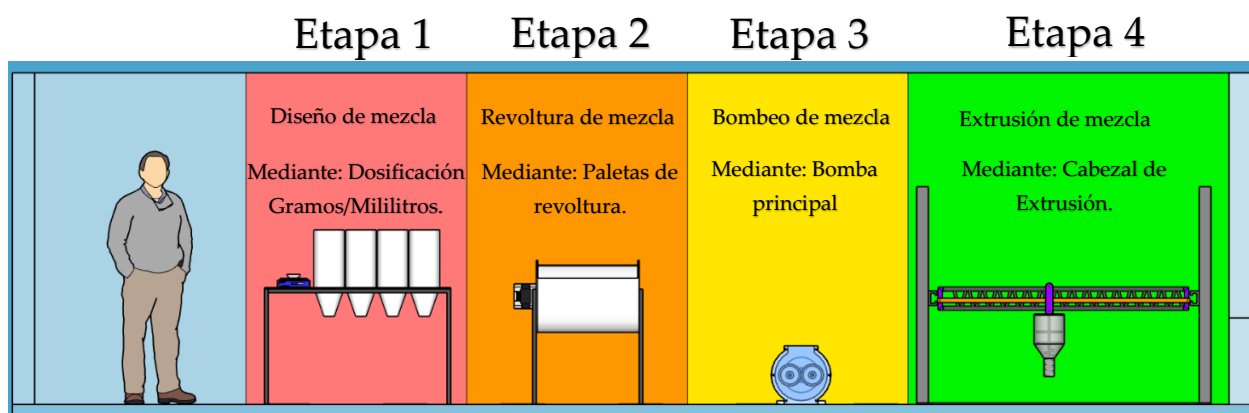 Etapa 1
Etapa 2
Etapa 3
Etapa 4
Diseño de mezcla
Mediante: Dosificación
Gramos/Mililitros.
Revoltura de mezcla
Mediante: Paletas de
revoltura.
Bombeo de mezcla
Mediante: Bomba
principal
Extrusión de mezcla
Mediante: Cabezal de
Extrusión.